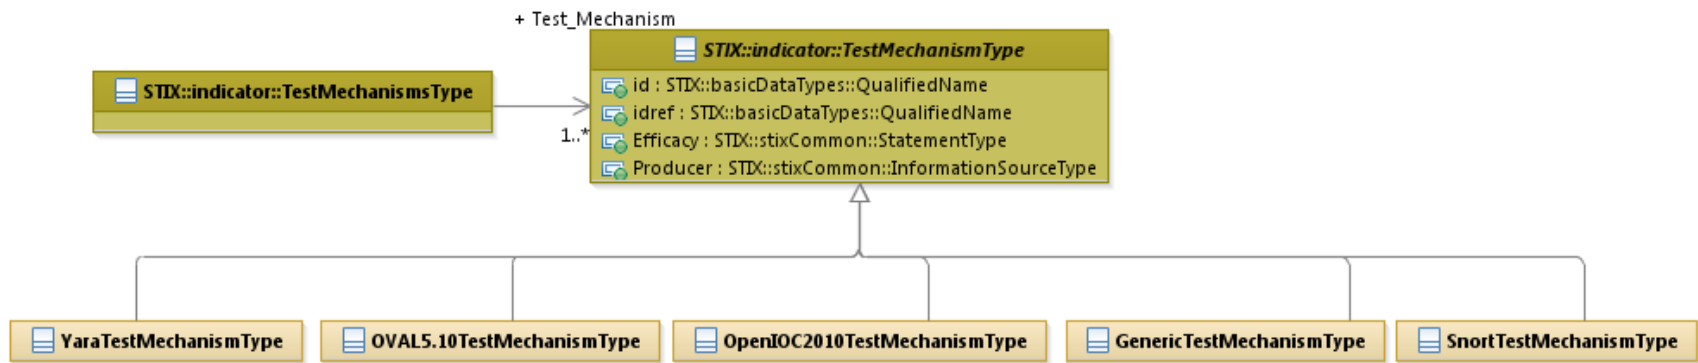 + Test_Mechanism
STIX::indicator::TestMechanismType
STIX::indicator::TestMechanismsType
id : STIX::basicDataTypes::QualifiedName
idref : STIX::basicDataTypes::QualifiedName
1..*
Efficacy : STIX::stixCommon::StatementType
Producer : STIX::stixCommon::InformationSourceType
YaraTestMechanismType
OVAL5.10TestMechanismType
OpenIOC2010TestMechanismType
GenericTestMechanismType
SnortTestMechanismType